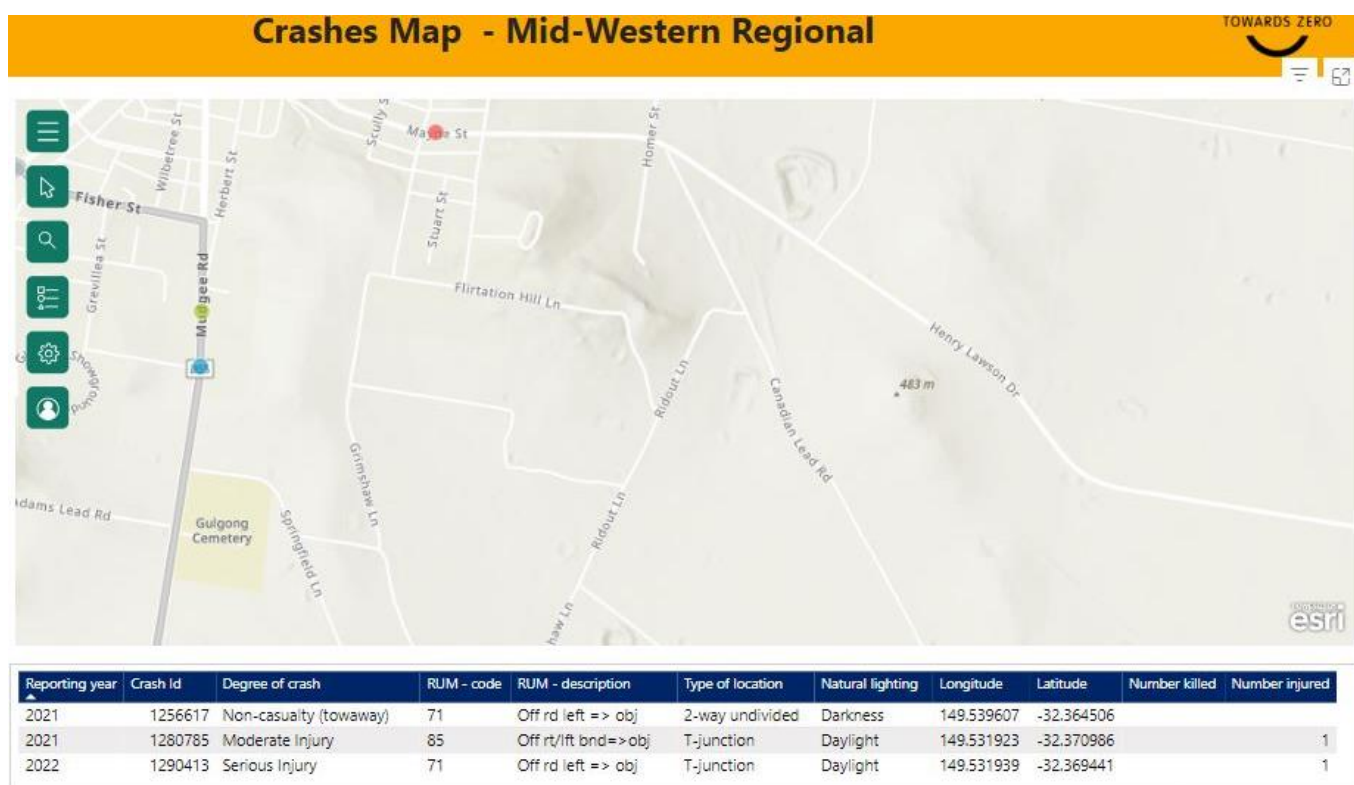 TOWARDS ZERO
Crashes Map - Mid-Western Regional
Mayne St
Homer St
Wilbetree St
Herbert St
Fisher St
Stuart St
Grevillea St
Mudgee Rd
Flirtation Hill Ln
Henry Lawson Dr
Showground
483 m
Ridout Ln
Canadian Lead Rd
Grimshaw Ln
Ridout Ln
Gulgong
Cemetery
Springfield Ln
esri
Reporting year Crash Id Degree of crash RUM - code RUM - description Type of location Natural lighting Longitude Latitude Number killed Number injured
2021 1256617 Non-casualty (towaway) 71 Off rd left => obj 2-way undivided Darkness 149.539607 -32.364506
2021 1280785 Moderate Injury 85 Off rt/lft bnd=>obj T-junction Daylight 149.531923 -32.370986 1
2022 1290413 Serious Injury 71 Off rd left => obj T-junction Daylight 149.531939 -32.369441 1